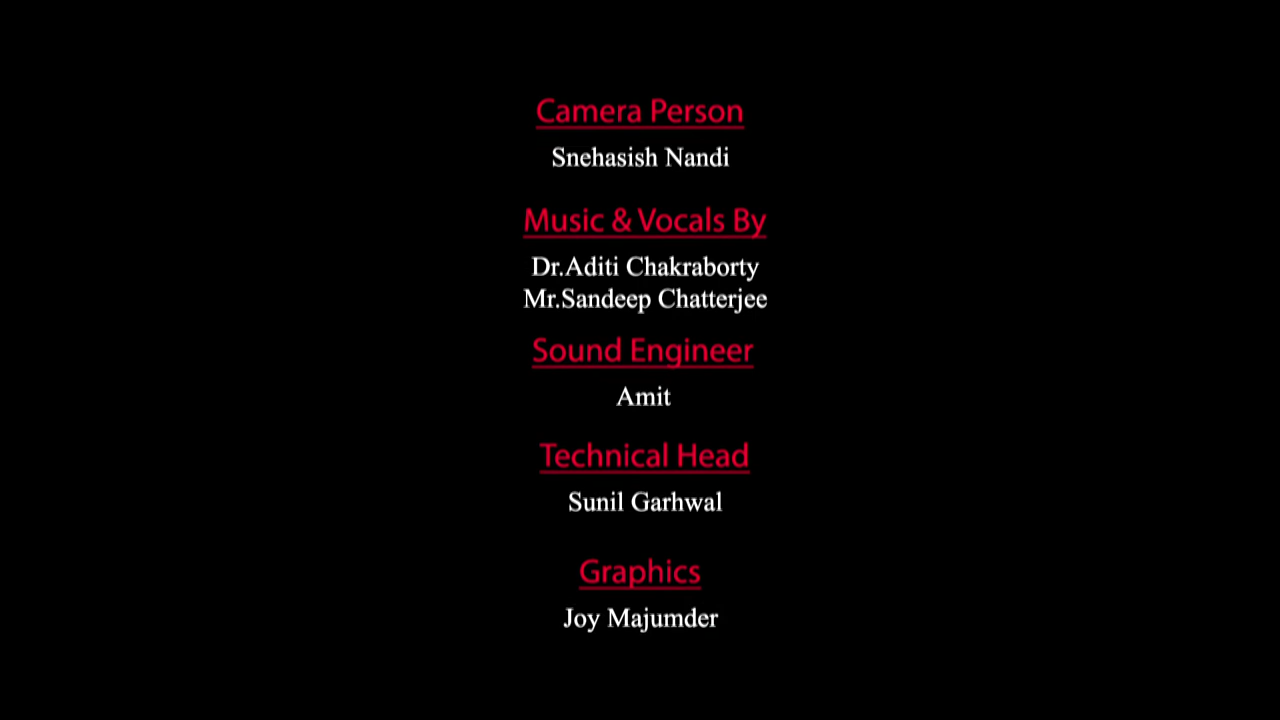 Camera Person
Snehasish Nandi
Music & Vocals By
Dr.Aditi Chakraborty
Mr.Sandeep Chatterjee
Sound Engineer
Amit
Technical Head
Sunil Garhwal
Graphics
Joy Majumder